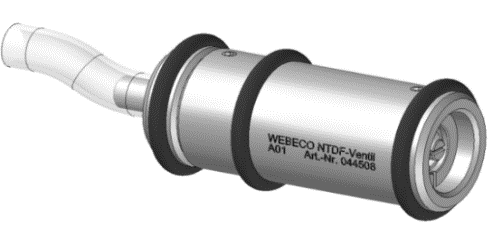 WEBECO NTDF-Ventil
A01 Art.-Nr. 044508